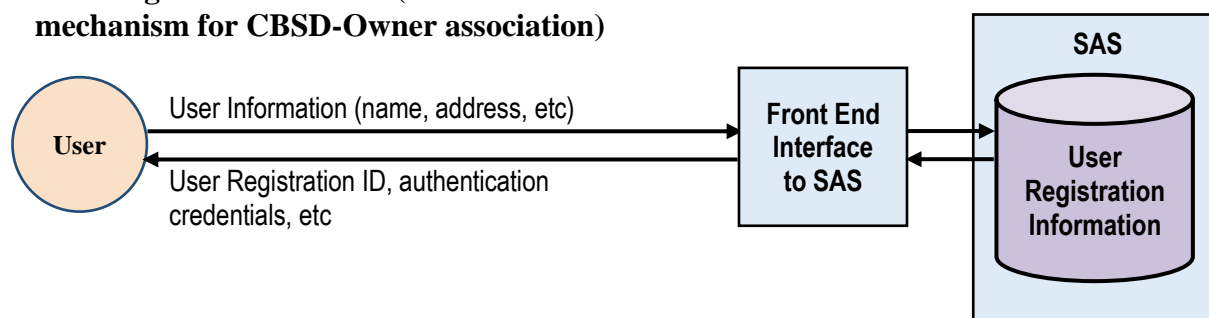 mechanism for CBSD-Owner association)
SAS
User Information (name, address, etc)
User
Front End
Interface
to SAS
User Registration ID, authentication
credentials, etc
User
Registration
Information